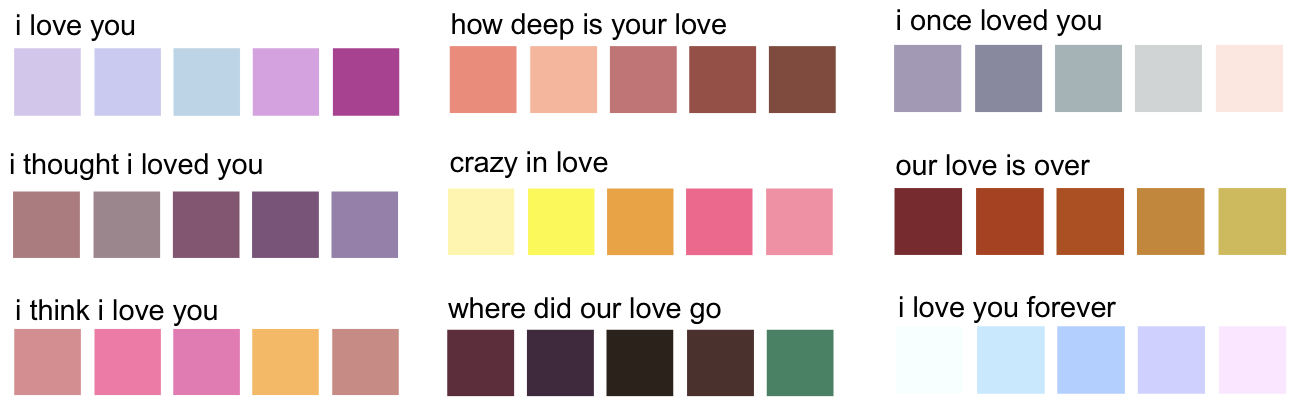 i love you
how deep is your love
i once loved you
i thought i loved you
crazy in love
our love is over
i think i love you
where did our love go
i love you forever